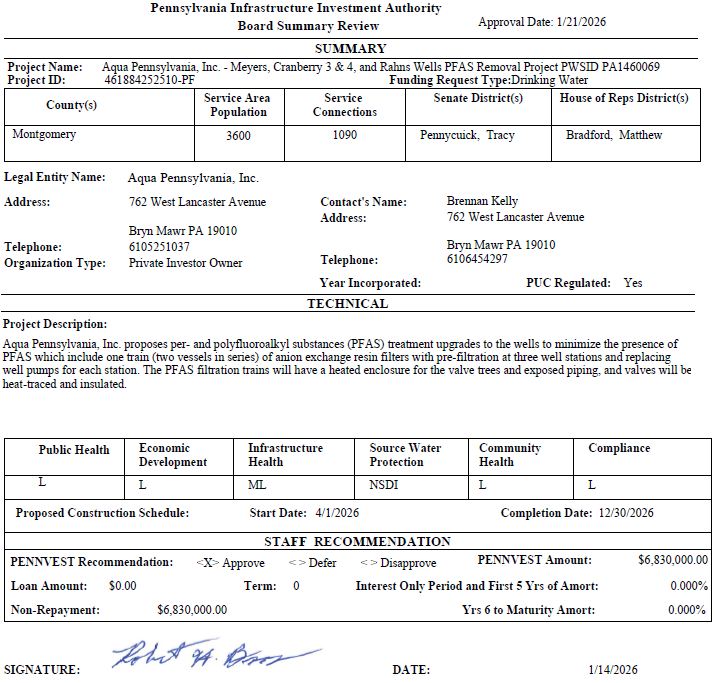 Pennsylvania Infrastructure Investment Authority
Board Summary Review
Approval Date: 1/21/2026
SUMMARY
Project Name: Aqua Pennsylvania, Inc. - Meyers, Cranberry 3 & 4, and Rahns Wells PFAS Removal Project PWSID PA1460069
Project ID: 461884252510-PF Funding Request Type:Drinking Water
County(s) Service Area Population Service Connections Senate District(s) House of Reps District(s)
Montgomery 3600 1090 Pennycuick, Tracy Bradford, Matthew
Legal Entity Name: Aqua Pennsylvania, Inc.
Address: 762 West Lancaster Avenue
Bryn Mawr PA 19010
Telephone: 6105251037
Organization Type: Private Investor Owner
Contact's Name: Brennan Kelly
Address: 762 West Lancaster Avenue
Bryn Mawr PA 19010
Telephone: 6106454297
Year Incorporated: PUC Regulated: Yes
TECHNICAL
Project Description:
Aqua Pennsylvania, Inc. proposes per- and polyfluoroalkyl substances (PFAS) treatment upgrades to the wells to minimize the presence of
PFAS which include one train (two vessels in series) of anion exchange resin filters with pre-filtration at three well stations and replacing
well pumps for each station. The PFAS filtration trains will have a heated enclosure for the valve trees and exposed piping, and valves will be
heat-traced and insulated.
Public Health Economic Development Infrastructure Health Source Water Protection Community Health Compliance
L L ML NSDI L L
Proposed Construction Schedule: Start Date: 4/1/2026 Completion Date: 12/30/2026
STAFF RECOMMENDATION
PENNVEST Recommendation: <X> Approve < > Defer < > Disapprove PENNVEST Amount: $6,830,000.00
Loan Amount: $0.00 Term: 0 Interest Only Period and First 5 Yrs of Amort: 0.000%
Non-Repayment: $6,830,000.00 Yrs 6 to Maturity Amort: 0.000%
SIGNATURE: Robert H. DATE: 1/14/2026